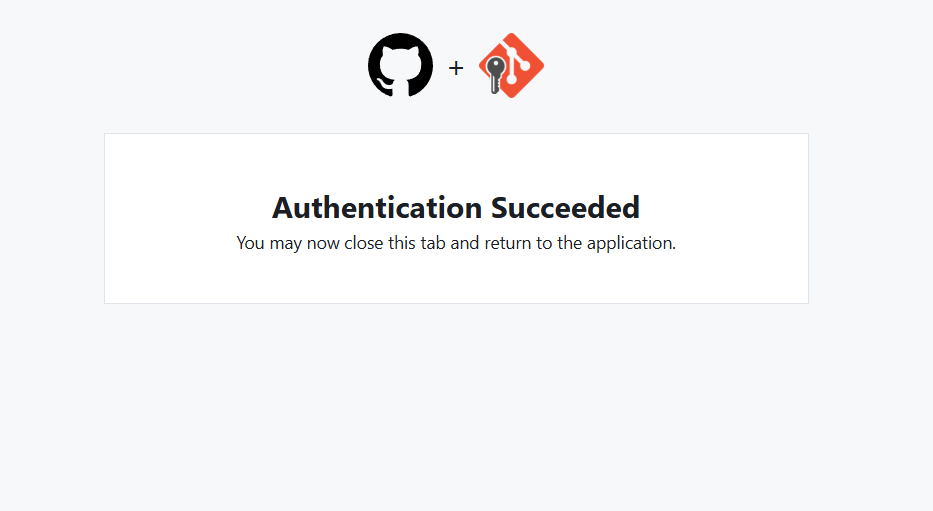 +
Authentication Succeeded
You may now close this tab and return to the application.